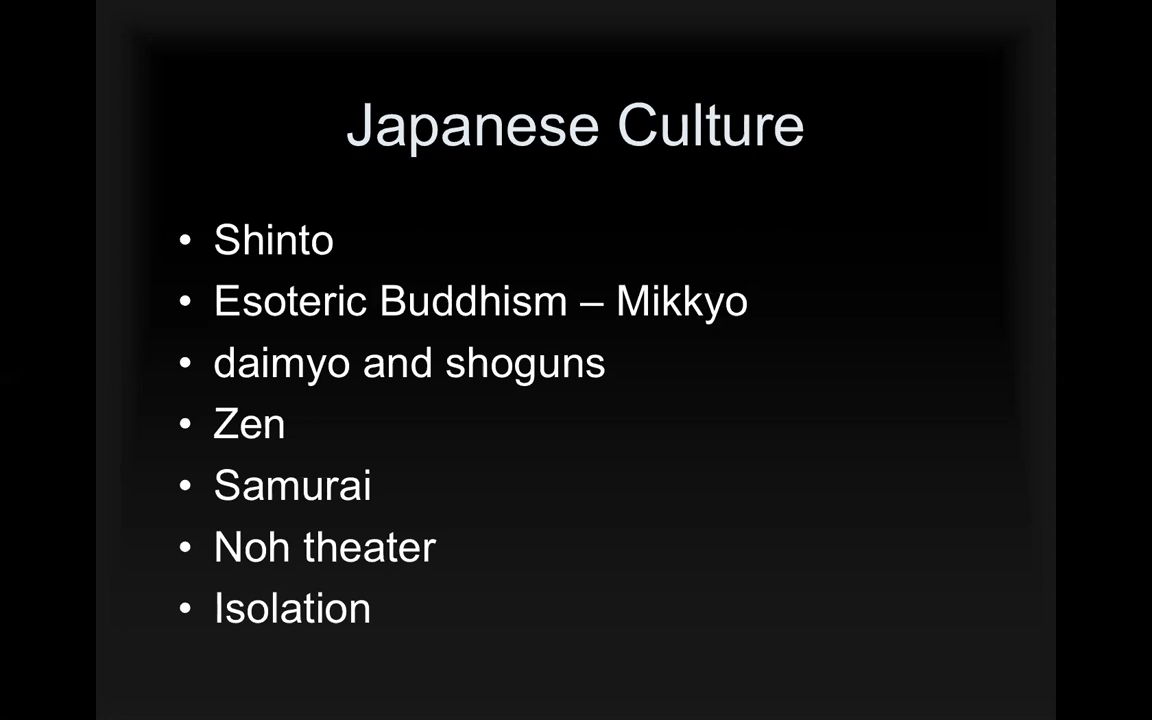 Japanese Culture
• Shinto
• Esoteric Buddhism – Mikkyo
• daimyo and shoguns
• Zen
• Samurai
• Noh theater
• Isolation